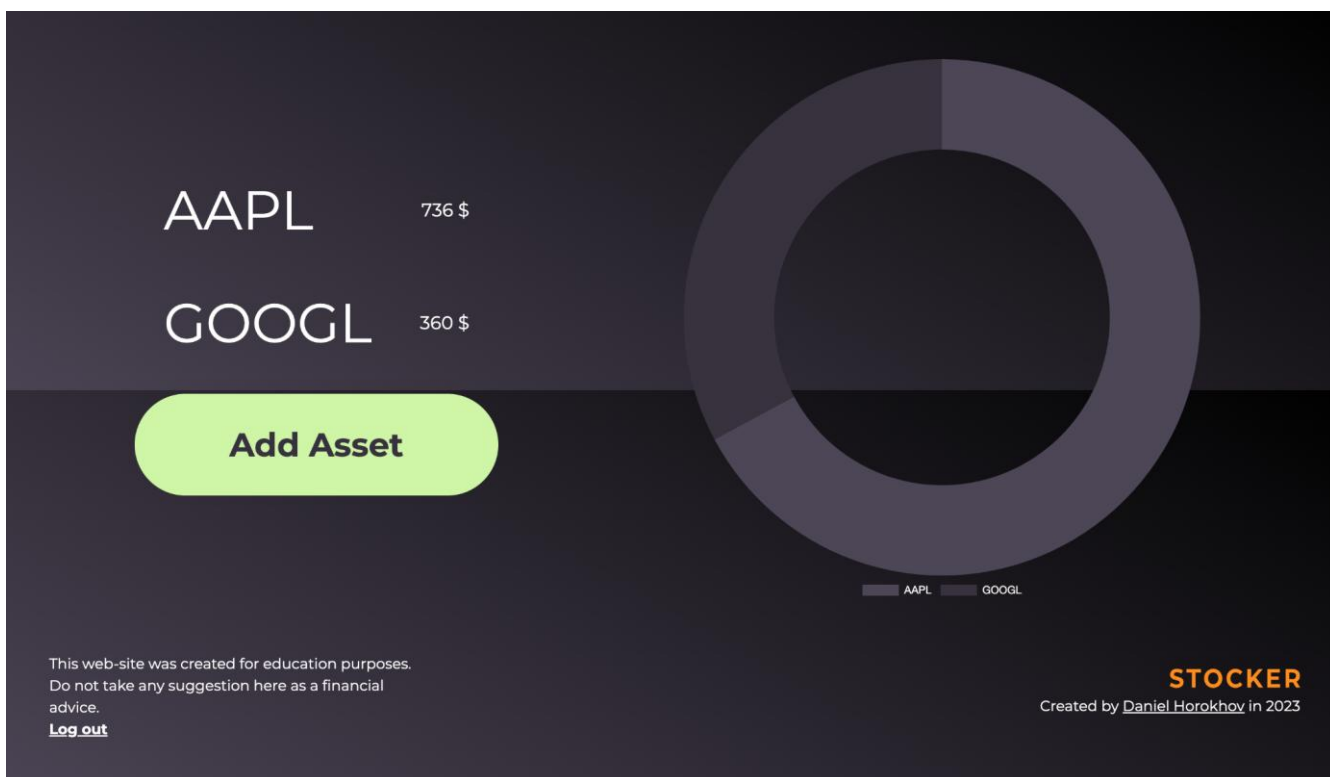 AAPL 736 $
GOOGL 360 $
Add Asset
AAPL GOOGL
This web-site was created for education purposes.
Do not take any suggestion here as a financial
advice.
Log out
STOCKER
Created by Daniel Horokhov in 2023